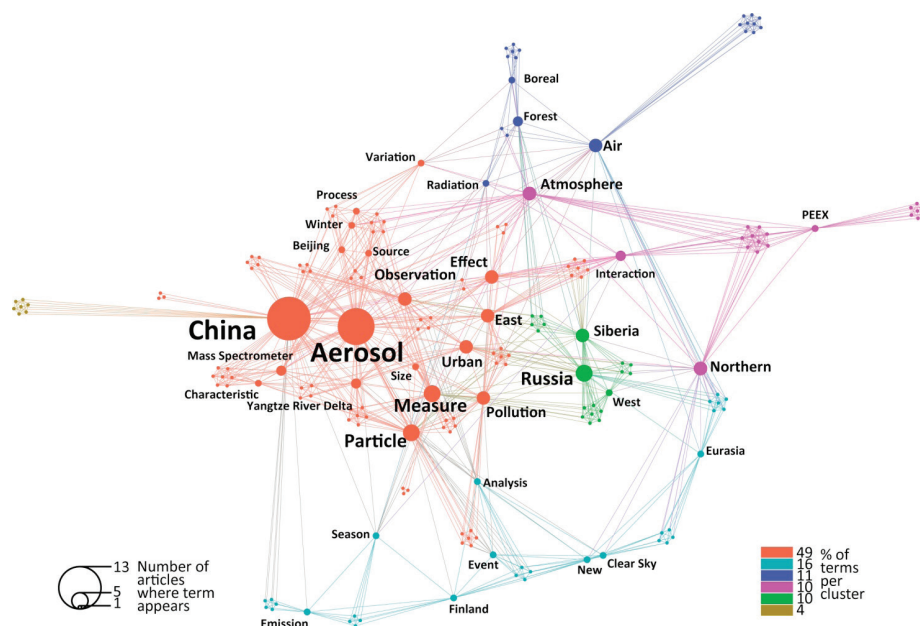 Boreal
Forest
Air
Variation
Radiation
Atmosphere
Process
Winter
PEEX
Beijing
Source
Effect
Interaction
Observation
China
East
Siberia
Aerosol
Mass Spectrometer
Urban
Size
Russia
Northern
Characteristic
Yangtze River Delta
Measure
Pollution
West
Particle
Eurasia
Analysis
Season
Event
New
Clear Sky
Finland
Emission
13 Number of
articles
5 where term
1 appears
49 % of
16 terms
11 per
10 cluster
10
4